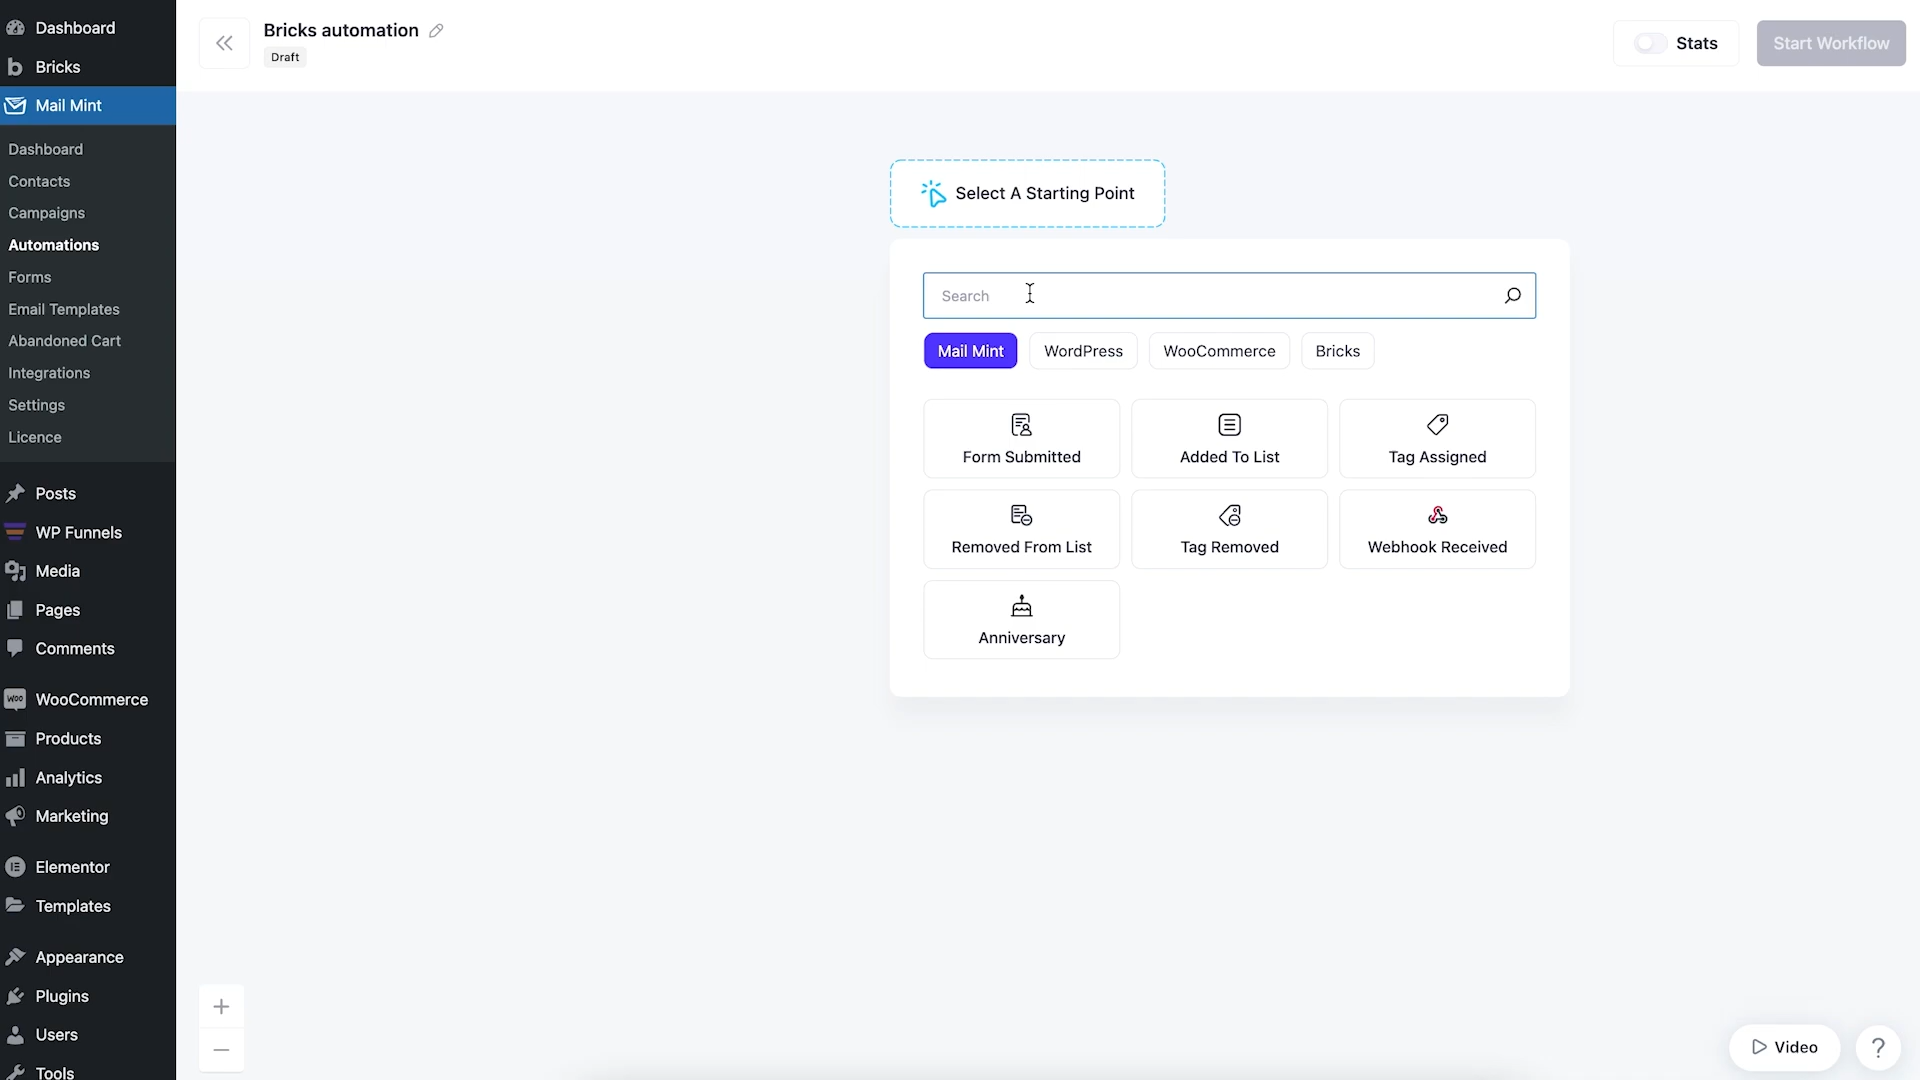 Dashboard
Bricks
Mail Mint
Dashboard
Contacts
Campaigns
Automations
Forms
Email Templates
Abandoned Cart
Integrations
Settings
Licence
Posts
WP Funnels
Media
Pages
Comments
WooCommerce
Products
Analytics
Marketing
Elementor
Templates
Appearance
Plugins
Users
Tools
Bricks automation
Draft
Stats
Start Workflow
Select A Starting Point
Search
Mail Mint
WordPress
WooCommerce
Bricks
Form Submitted
Added To List
Tag Assigned
Removed From List
Tag Removed
Webhook Received
Anniversary
Video
?